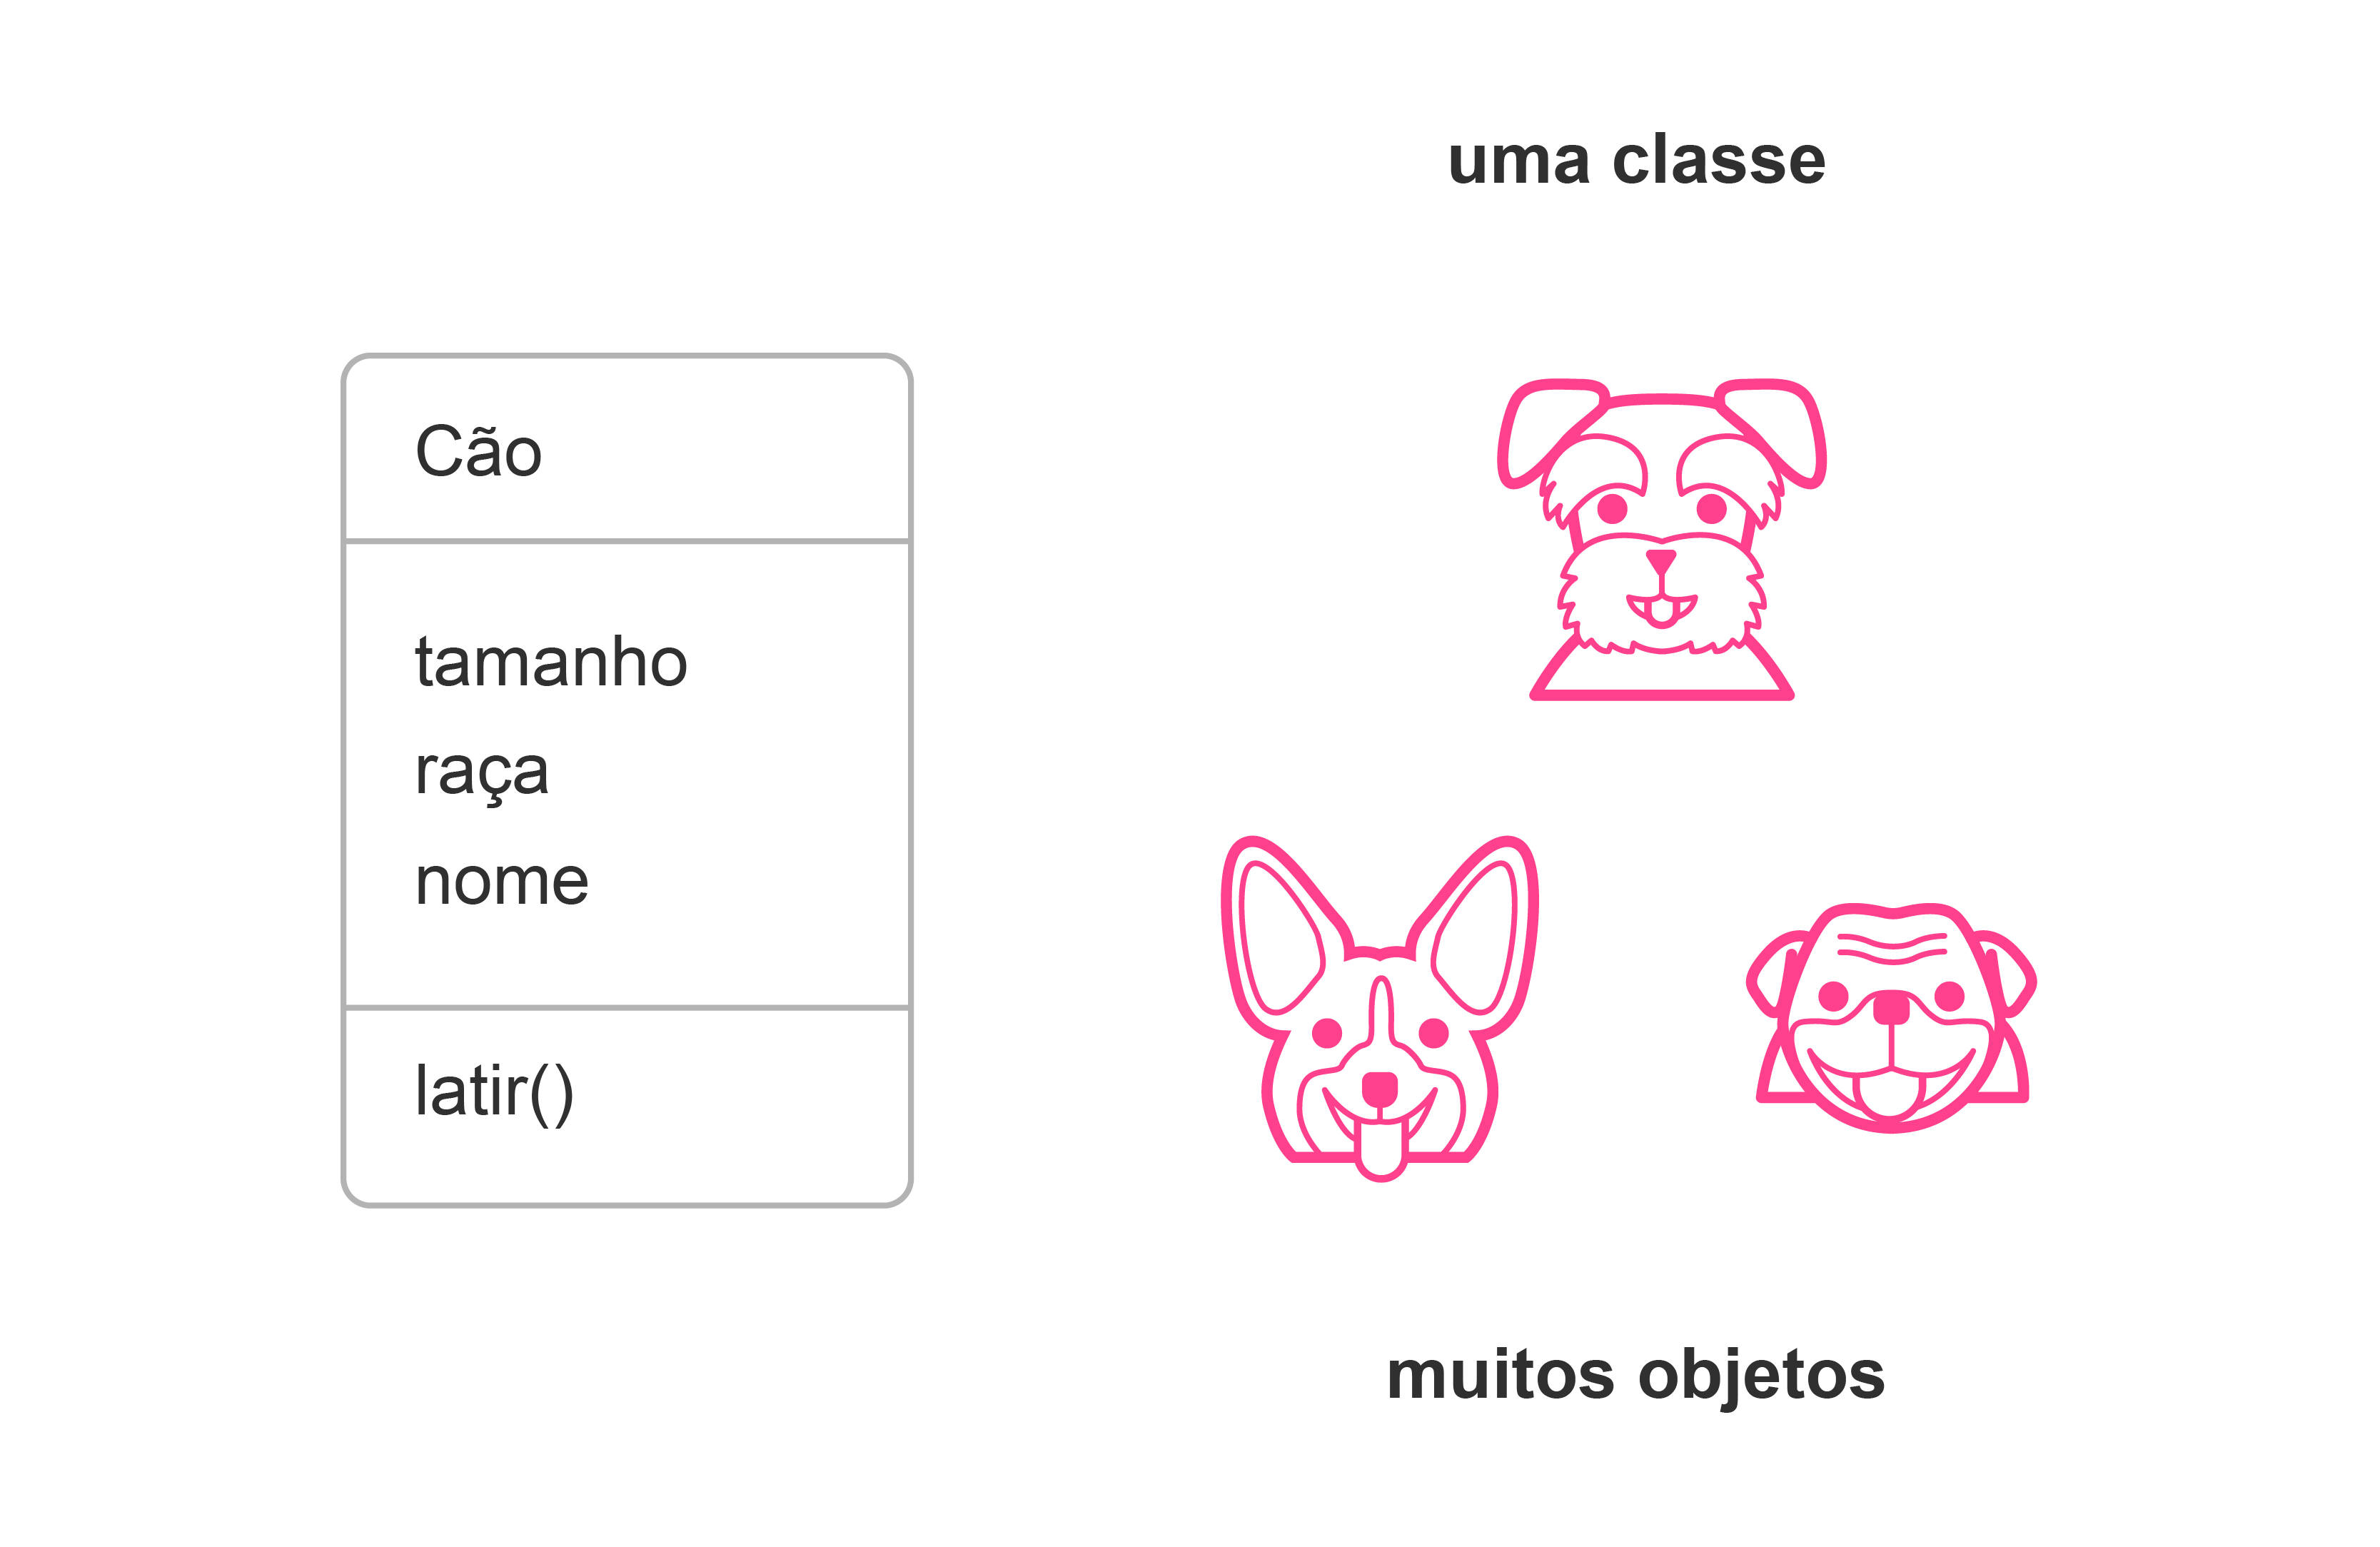 uma classe
Cão
tamanho
raça
nome
latir()
muitos objetos